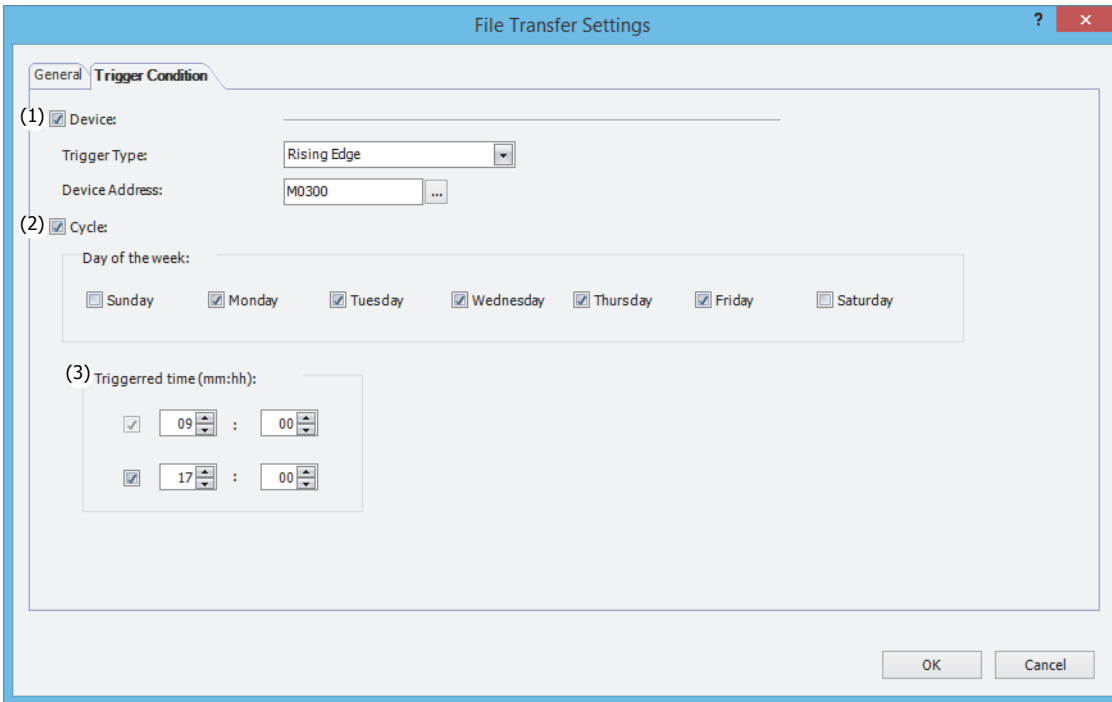 File Transfer Settings ?
General Trigger Condition
(1) Device:
Trigger Type: Rising Edge
Device Address: M0300 ...
(2) Cycle:
Day of the week:
Sunday Monday Tuesday Wednesday Thursday Friday Saturday
(3) Triggerred time (mm:hh):
09 : 00
17 : 00
OK Cancel